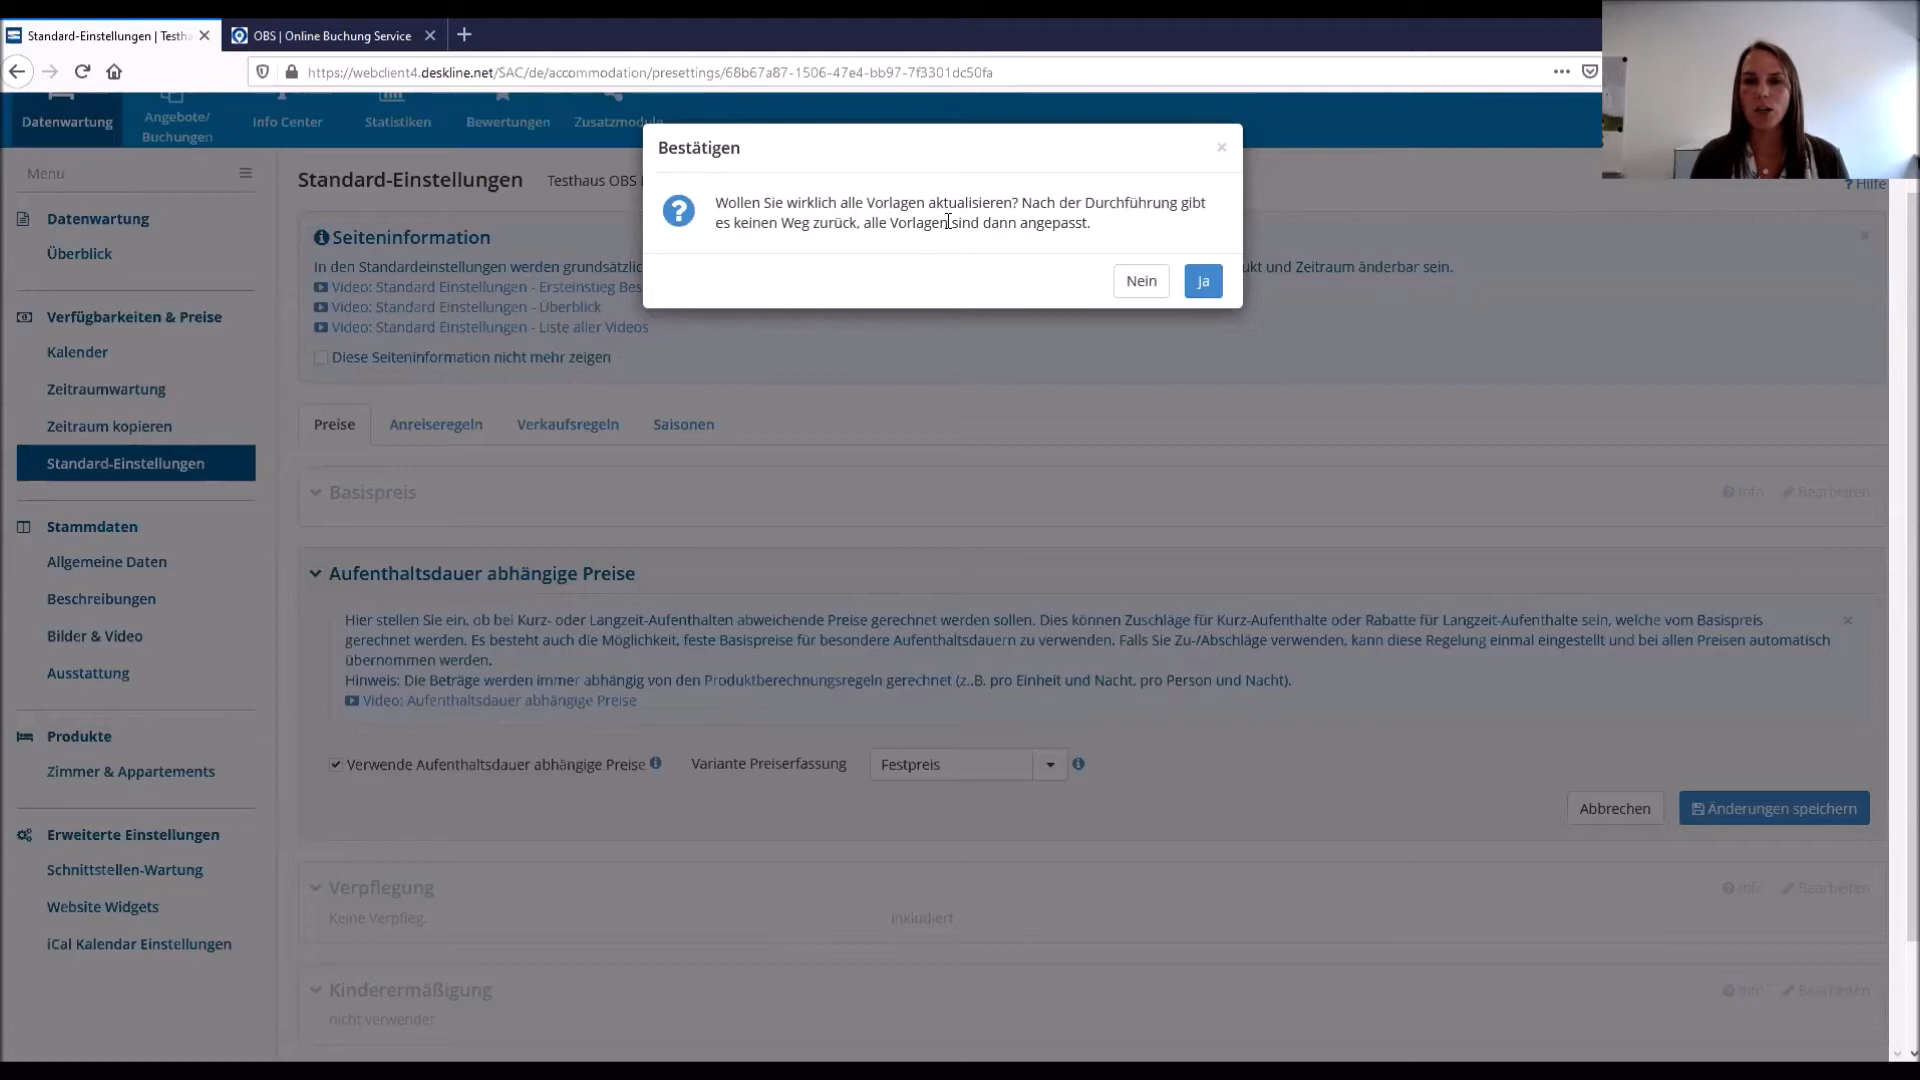 Standard-Einstellungen | Testh
OBS | Online Buchung Service
https://webclient4.deskline.net/SAC/de/accommodation/presettings/68b67a87-1506-47e4-bb97-7f3301dc50fa
Datenwartung
Angebote/
Buchungen
Info Center
Statistiken
Bewertungen
Zusatzmodule
Menu
Datenwartung
Überblick
Verfügbarkeiten & Preise
Kalender
Zeitraumwartung
Zeitraum kopieren
Standard-Einstellungen
Stammdaten
Allgemeine Daten
Beschreibungen
Bilder & Video
Ausstattung
Produkte
Zimmer & Appartements
Erweiterte Einstellungen
Schnittstellen-Wartung
Website Widgets
iCal Kalendar Einstellungen
Standard-Einstellungen Testhaus OBS
? Hilfe
Bestätigen
Wollen Sie wirklich alle Vorlagen aktualisieren? Nach der Durchführung gibt
es keinen Weg zurück, alle Vorlagen sind dann angepasst.
Nein
Ja
Seiteninformation
In den Standardeinstellungen werden grundsätzlic
ukt und Zeitraum änderbar sein.
Video: Standard Einstellungen - Ersteinstieg Bes
Video: Standard Einstellungen - Überblick
Video: Standard Einstellungen - Liste aller Videos
Diese Seiteninformation nicht mehr zeigen
Preise
Anreiseregeln
Verkaufsregeln
Saisonen
Basispreis
Info
Bearbeiten
Aufenthaltsdauer abhängige Preise
Hier stellen Sie ein, ob bei Kurz- oder Langzeit-Aufenthalten abweichende Preise gerechnet werden sollen. Dies können Zuschläge für Kurz-Aufenthalte oder Rabatte für Langzeit-Aufenthalte sein, welche vom Basispreis
gerechnet werden. Es besteht auch die Möglichkeit, feste Basispreise für besondere Aufenthaltsdauern zu verwenden. Falls Sie Zu-/Abschläge verwenden, kann diese Regelung einmal eingestellt und bei allen Preisen automatisch
übernommen werden.
Hinweis: Die Beträge werden immer abhängig von den Produktberechnungsregeln gerechnet (z..B. pro Einheit und Nacht, pro Person und Nacht).
Video: Aufenthaltsdauer abhängige Preise
Verwende Aufenthaltsdauer abhängige Preise
Variante Preiserfassung
Festpreis
Abbrechen
Änderungen speichern
Verpflegung
Info
Bearbeiten
Keine Verpfleg.
inkludiert
Kinderermäßigung
Info
Bearbeiten
nicht verwender